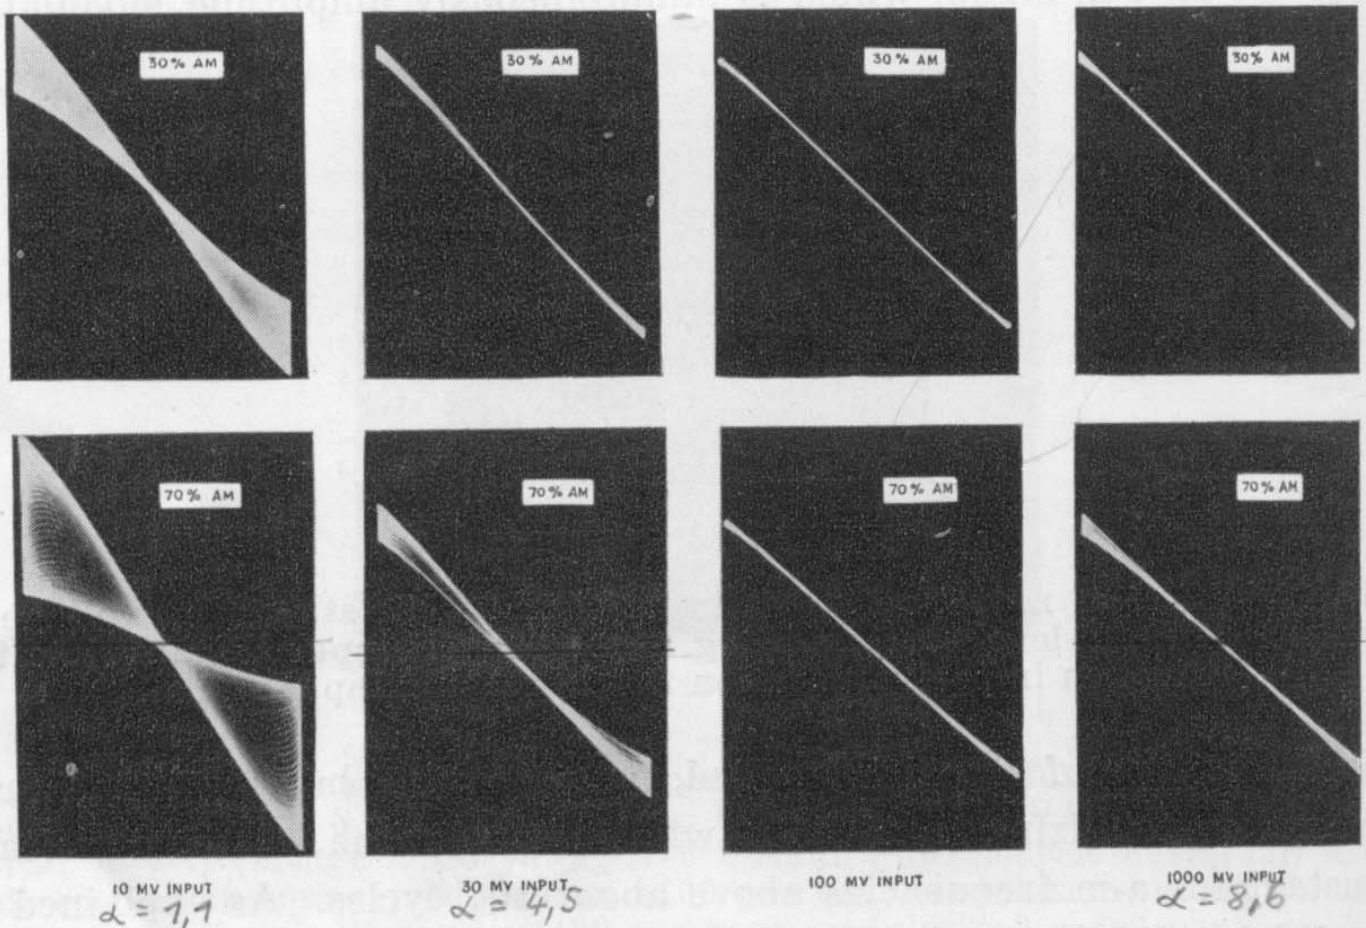 30% AM
30% AM
30% AM
30% AM
70% AM
70% AM
70% AM
70% AM
10 MV INPUT
30 MV INPUT
100 MV INPUT
1000 MV INPUT
α = 1,1
α = 4,5
α = 8,6